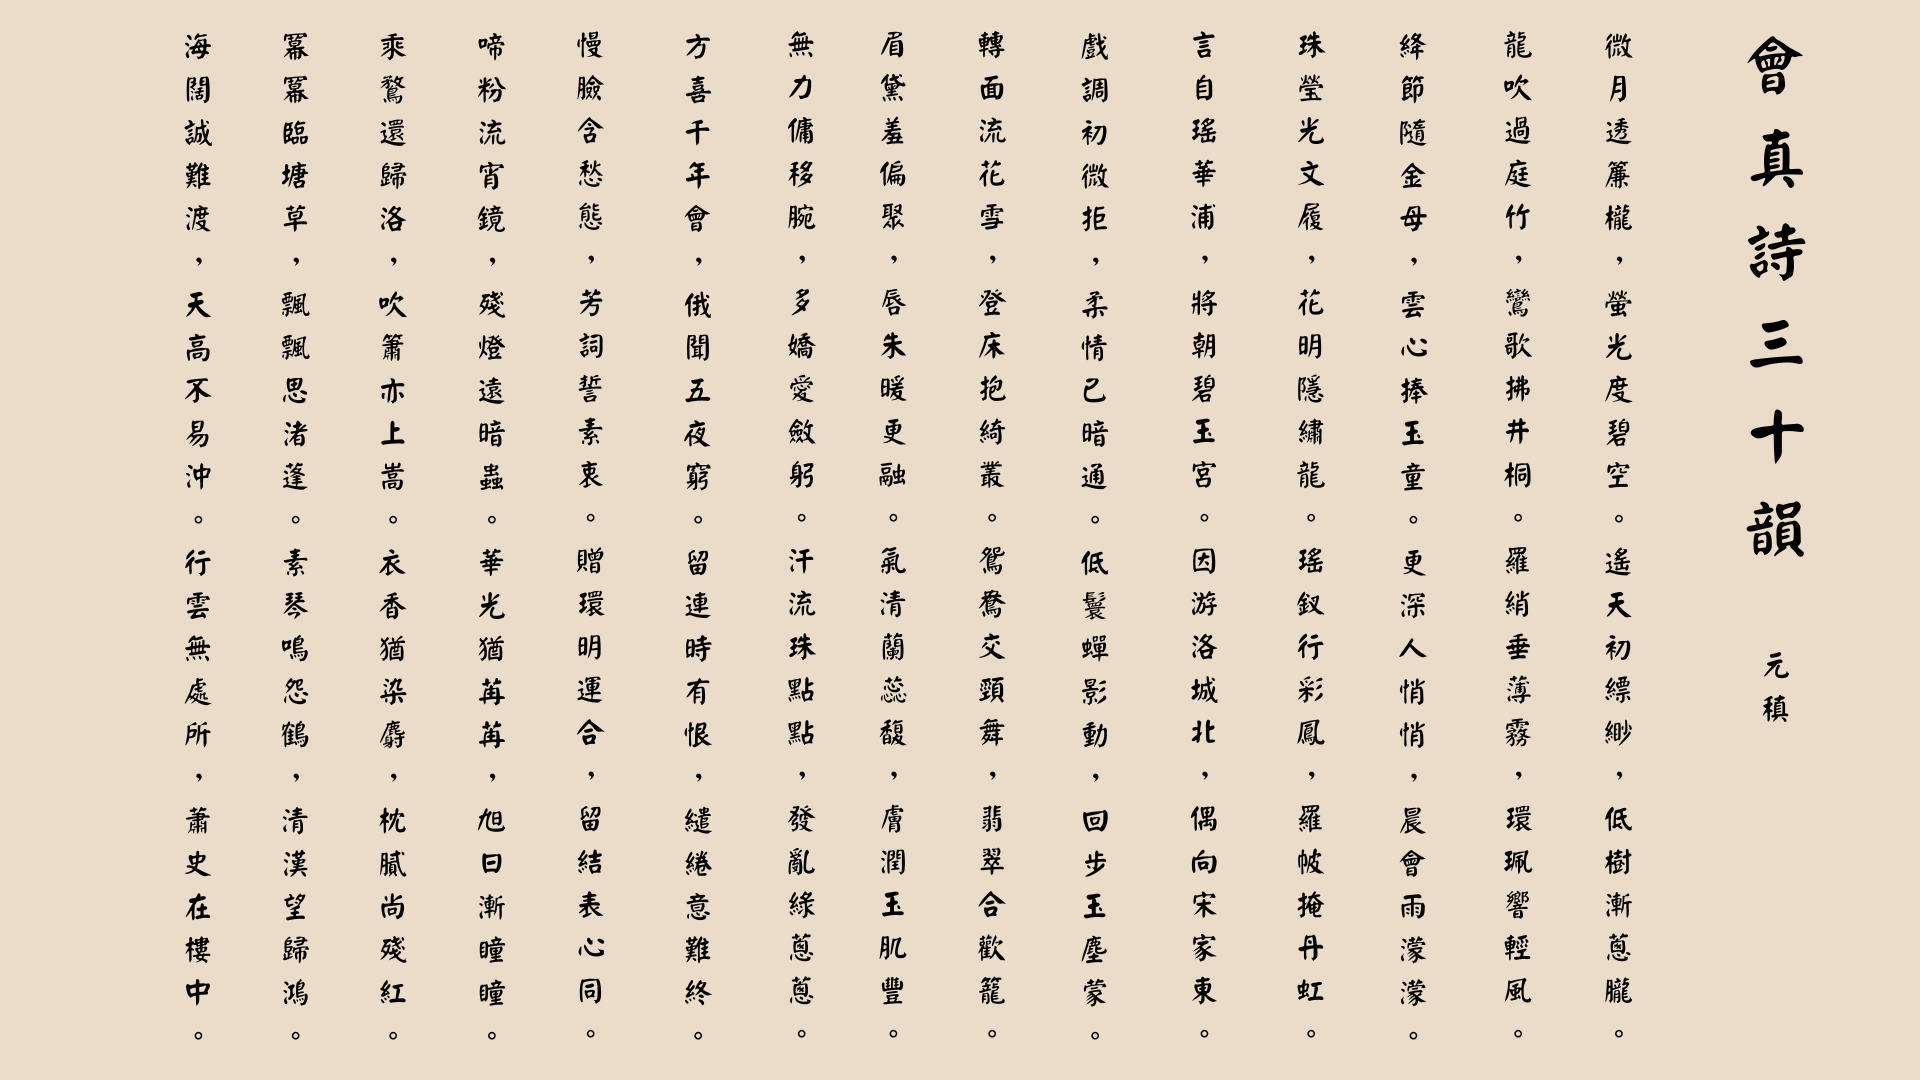 會真詩三十韻 元稹
微月透簾櫳，螢光度碧空。遙天初縹緲，低樹漸蔥朧。
龍吹過庭竹，鸞歌拂井桐。羅綃垂薄霧，環珮響輕風。
絳節隨金母，雲心捧玉童。更深人悄悄，晨會雨濛濛。
珠瑩光文履，花明隱繡龍。瑤釵行彩鳳，羅帔掩丹虹。
言自瑤華浦，將朝碧玉宮。因游洛城北，偶向宋家東。
戲調初微拒，柔情已暗通。低鬟蟬影動，回步玉塵蒙。
轉面流花雪，登床抱綺叢。鴛鴦交頸舞，翡翠合歡籠。
眉黛羞偏聚，唇朱暖更融。氣清蘭蕊馥，膚潤玉肌豐。
無力傭移腕，多嬌愛斂躬。汗流珠點點，發亂綠蔥蔥。
方喜千年會，俄聞五夜窮。留連時有恨，繾綣意難終。
慢臉含愁態，芳詞誓素衷。贈環明運合，留結表心同。
啼粉流宵鏡，殘燈遠暗蟲。華光猶苒苒，旭日漸曈曈。
乘鶩還歸洛，吹簫亦上嵩。衣香猶染麝，枕膩尚殘紅。
冪冪臨塘草，飄飄思渚蓬。素琴鳴怨鶴，清漢望歸鴻。
海闊誠難渡，天高不易沖。行雲無處所，蕭史在樓中。